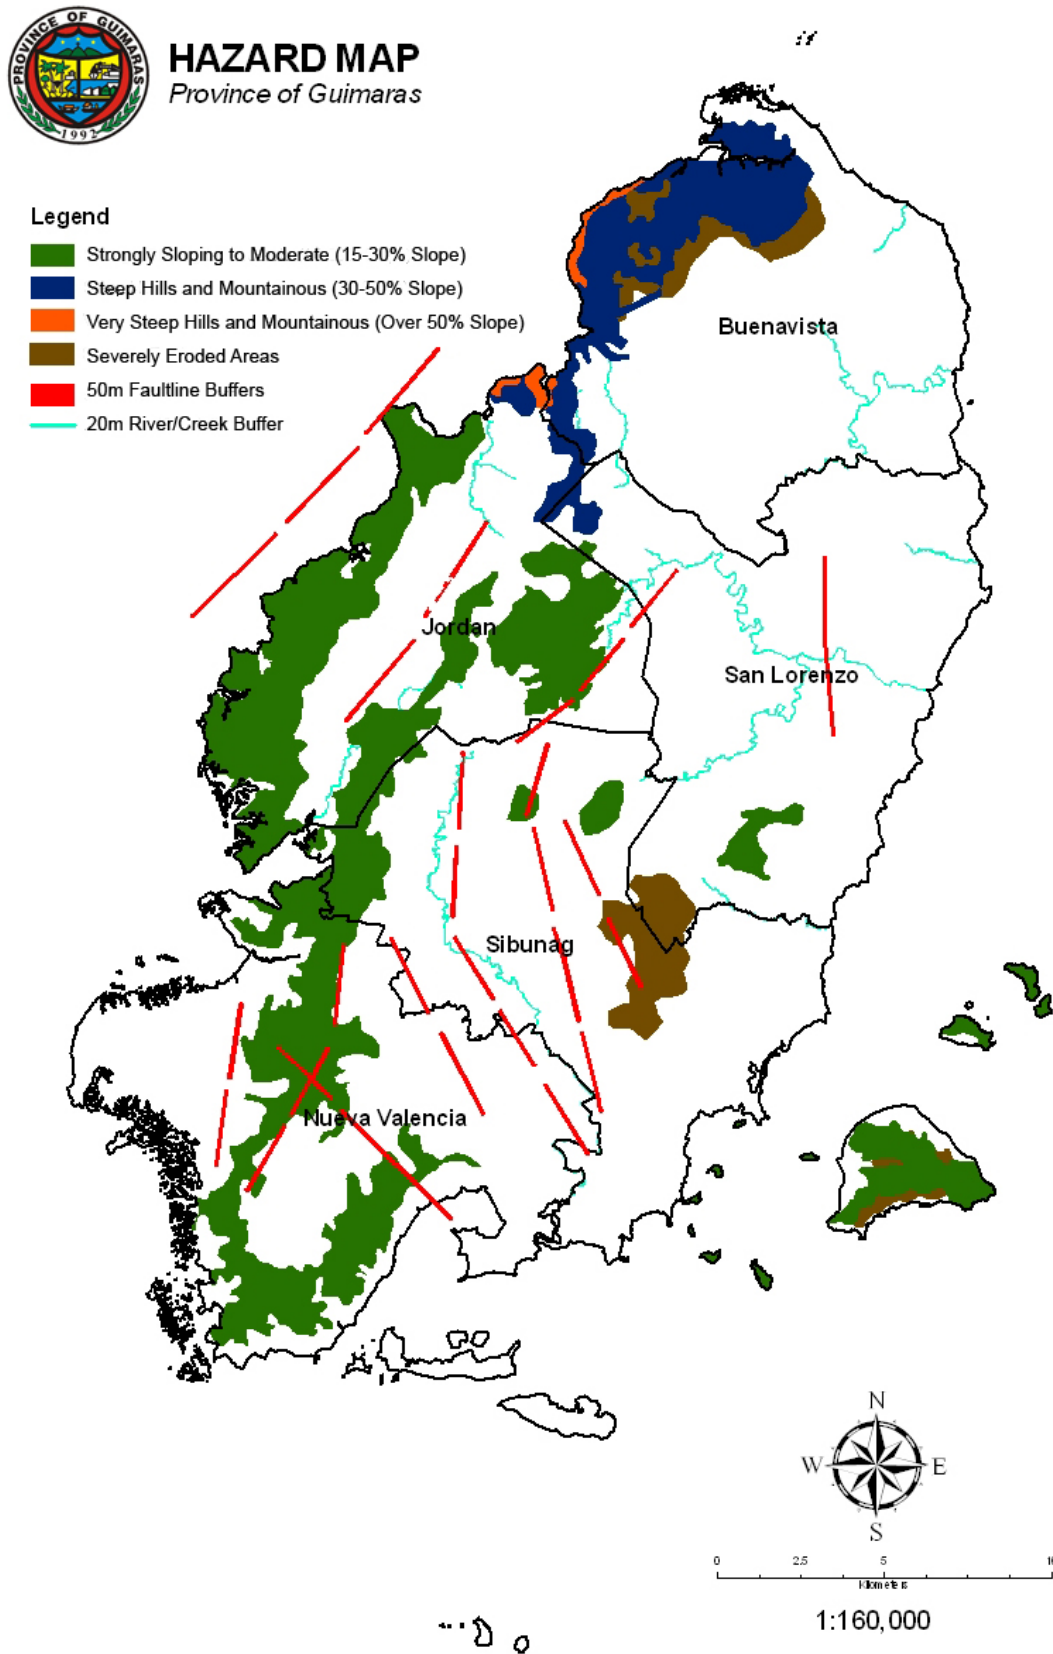 PROVINCE OF GUIMARAS
1992
HAZARD MAP
Province of Guimaras
Legend
Strongly Sloping to Moderate (15-30% Slope)
Steep Hills and Mountainous (30-50% Slope)
Very Steep Hills and Mountainous (Over 50% Slope)
Severely Eroded Areas
50m Faultline Buffers
20m River/Creek Buffer
Buenavista
Jordan
San Lorenzo
Sibunag
Nueva Valencia
N
W E
S
0 2.5 5
Kilometers
1:160,000